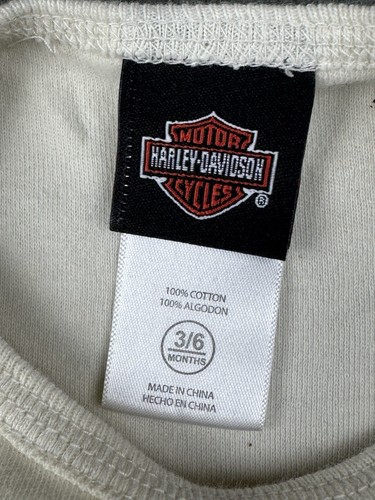 MOTOR
HARLEY-DAVIDSON
CYCLES
®
100% COTTON
100% ALGODON
3/6
MONTHS
MADE IN CHINA
HECHO EN CHINA